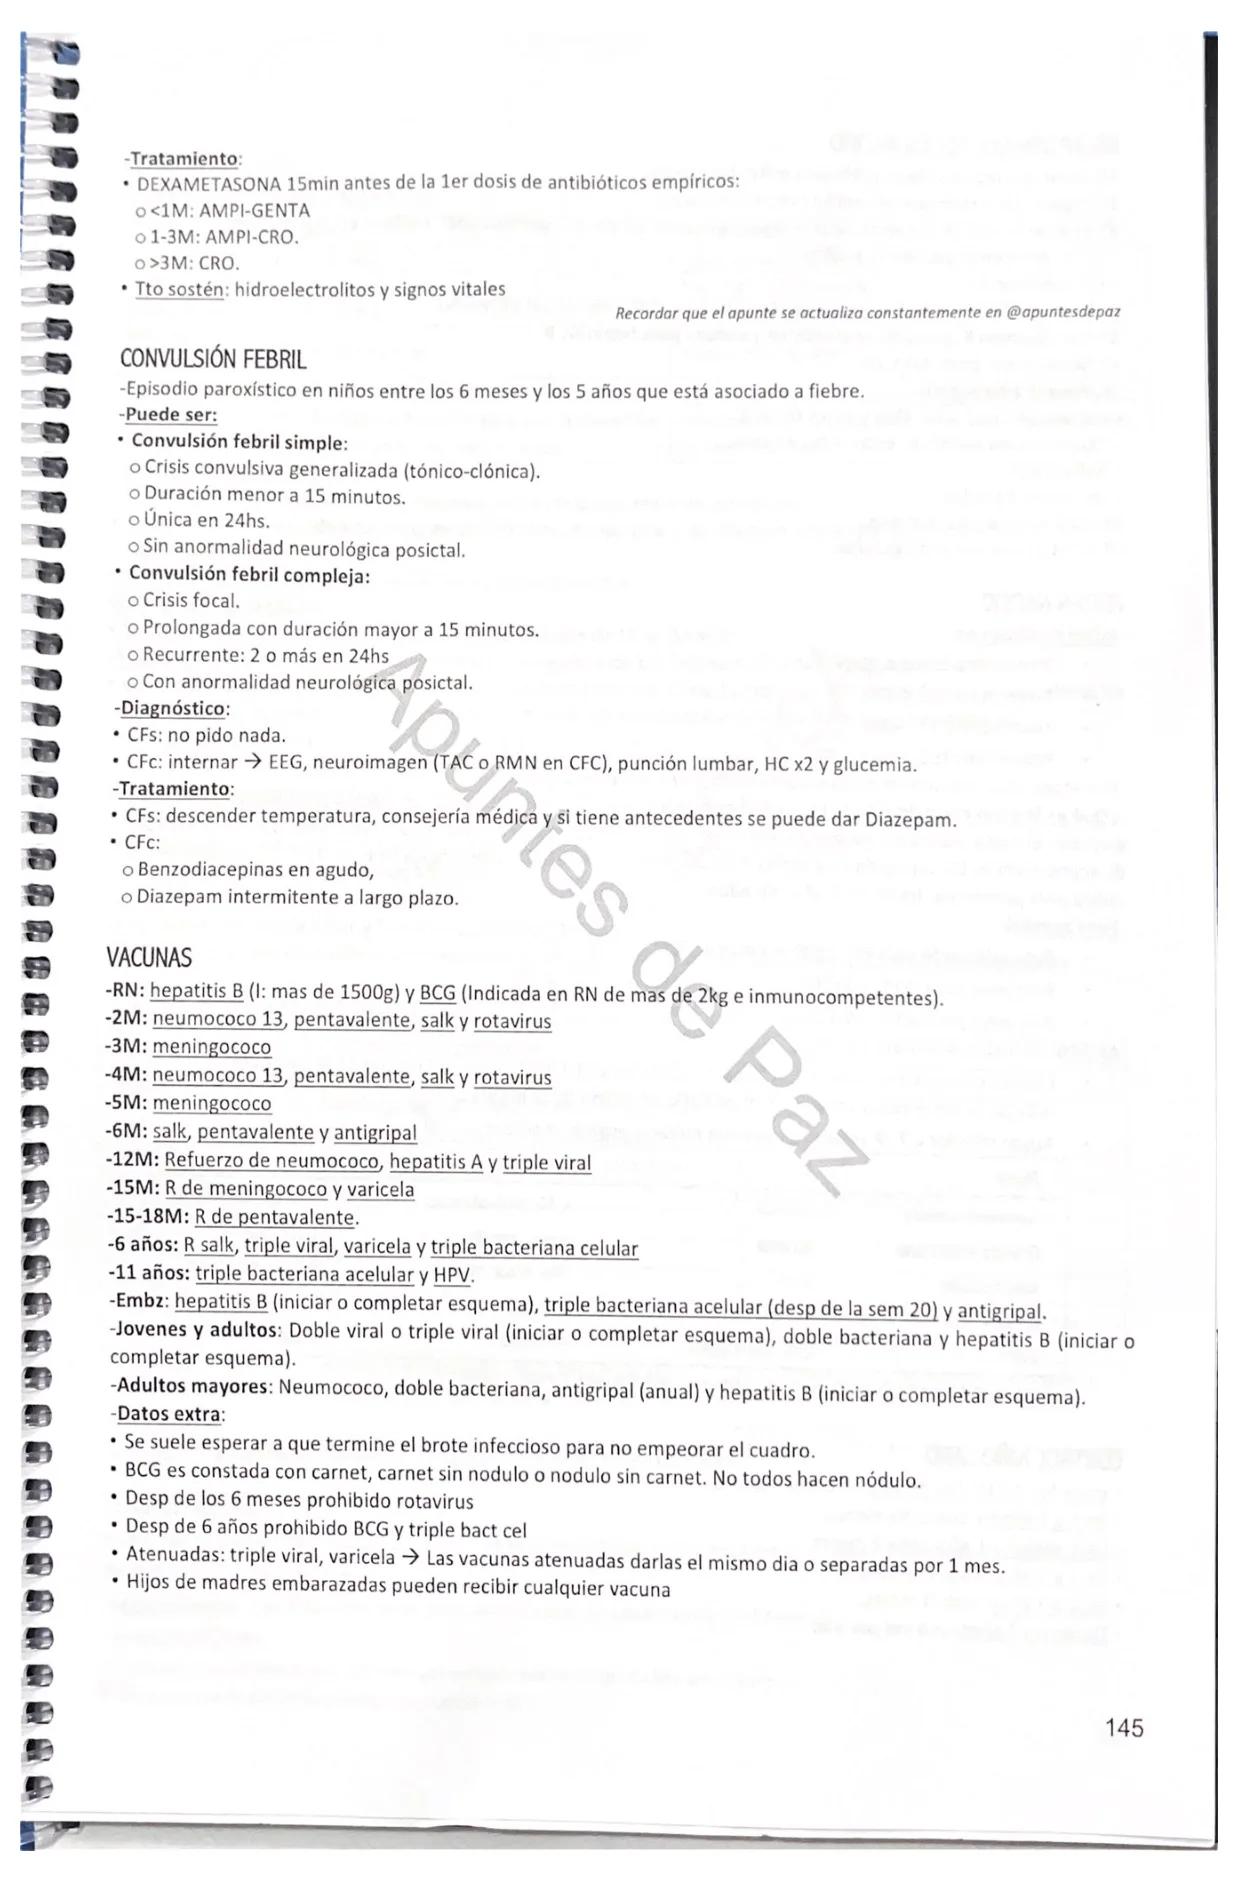 -Tratamiento:
• DEXAMETASONA 15min antes de la 1er dosis de antibióticos empíricos:
o <1M: AMPI-GENTA
o 1-3M: AMPI-CRO.
o >3M: CRO.
• Tto sostén: hidroelectrolitos y signos vitales
Recordar que el apunte se actualiza constantemente en @apuntesdepaz
CONVULSIÓN FEBRIL
-Episodio paroxístico en niños entre los 6 meses y los 5 años que está asociado a fiebre.
-Puede ser:
• Convulsión febril simple:
o Crisis convulsiva generalizada (tónico-clónica).
o Duración menor a 15 minutos.
o Única en 24hs.
o Sin anormalidad neurológica posictal.
• Convulsión febril compleja:
o Crisis focal.
o Prolongada con duración mayor a 15 minutos.
o Recurrente: 2 o más en 24hs
o Con anormalidad neurológica posictal.
-Diagnóstico:
• CFs: no pido nada.
• CFc: internar → EEG, neuroimagen (TAC o RMN en CFC), punción lumbar, HC x2 y glucemia.
-Tratamiento:
• CFs: descender temperatura, consejería médica y si tiene antecedentes se puede dar Diazepam.
• CFc:
o Benzodiacepinas en agudo,
o Diazepam intermitente a largo plazo.
VACUNAS
-RN: hepatitis B (I: mas de 1500g) y BCG (Indicada en RN de mas de 2kg e inmunocompetentes).
-2M: neumococo 13, pentavalente, salk y rotavirus
-3M: meningococo
-4M: neumococo 13, pentavalente, salk y rotavirus
-5M: meningococo
-6M: salk, pentavalente y antigripal
-12M: Refuerzo de neumococo, hepatitis A y triple viral
-15M: R de meningococo y varicela
-15-18M: R de pentavalente.
-6 años: R salk, triple viral, varicela y triple bacteriana celular
-11 años: triple bacteriana acelular y HPV.
-Embz: hepatitis B (iniciar o completar esquema), triple bacteriana acelular (desp de la sem 20) y antigripal.
-Jovenes y adultos: Doble viral o triple viral (iniciar o completar esquema), doble bacteriana y hepatitis B (iniciar o
completar esquema).
-Adultos mayores: Neumococo, doble bacteriana, antigripal (anual) y hepatitis B (iniciar o completar esquema).
-Datos extra:
• Se suele esperar a que termine el brote infeccioso para no empeorar el cuadro.
• BCG es constada con carnet, carnet sin nodulo o nodulo sin carnet. No todos hacen nódulo.
• Desp de los 6 meses prohibido rotavirus
• Desp de 6 años prohibido BCG y triple bact cel
• Atenuadas: triple viral, varicela → Las vacunas atenuadas darlas el mismo dia o separadas por 1 mes.
• Hijos de madres embarazadas pueden recibir cualquier vacuna
Apuntes de Paz
145